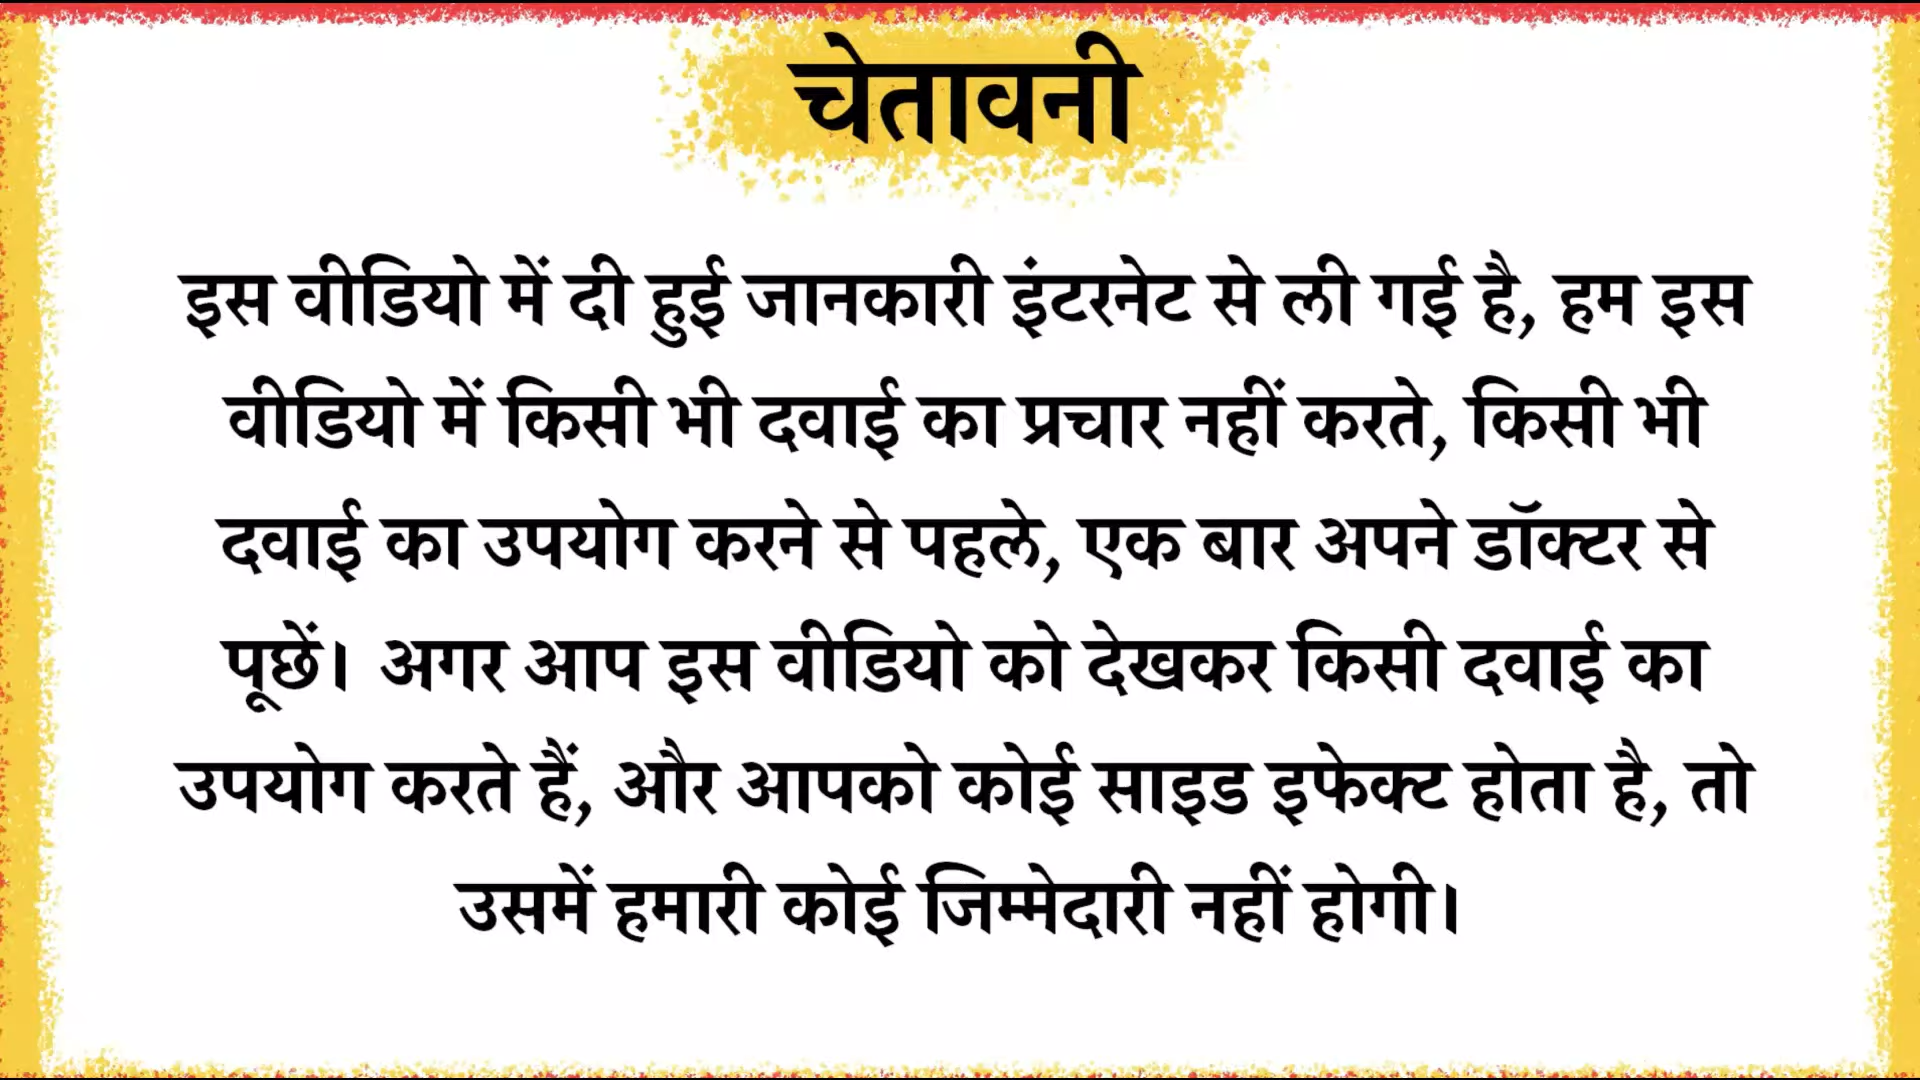 चेतावनी
इस वीडियो में दी हुई जानकारी इंटरनेट से ली गई है, हम इस
वीडियो में किसी भी दवाई का प्रचार नहीं करते, किसी भी
दवाई का उपयोग करने से पहले, एक बार अपने डॉक्टर से
पूछें। अगर आप इस वीडियो को देखकर किसी दवाई का
उपयोग करते हैं, और आपको कोई साइड इफेक्ट होता है, तो
उसमें हमारी कोई जिम्मेदारी नहीं होगी।